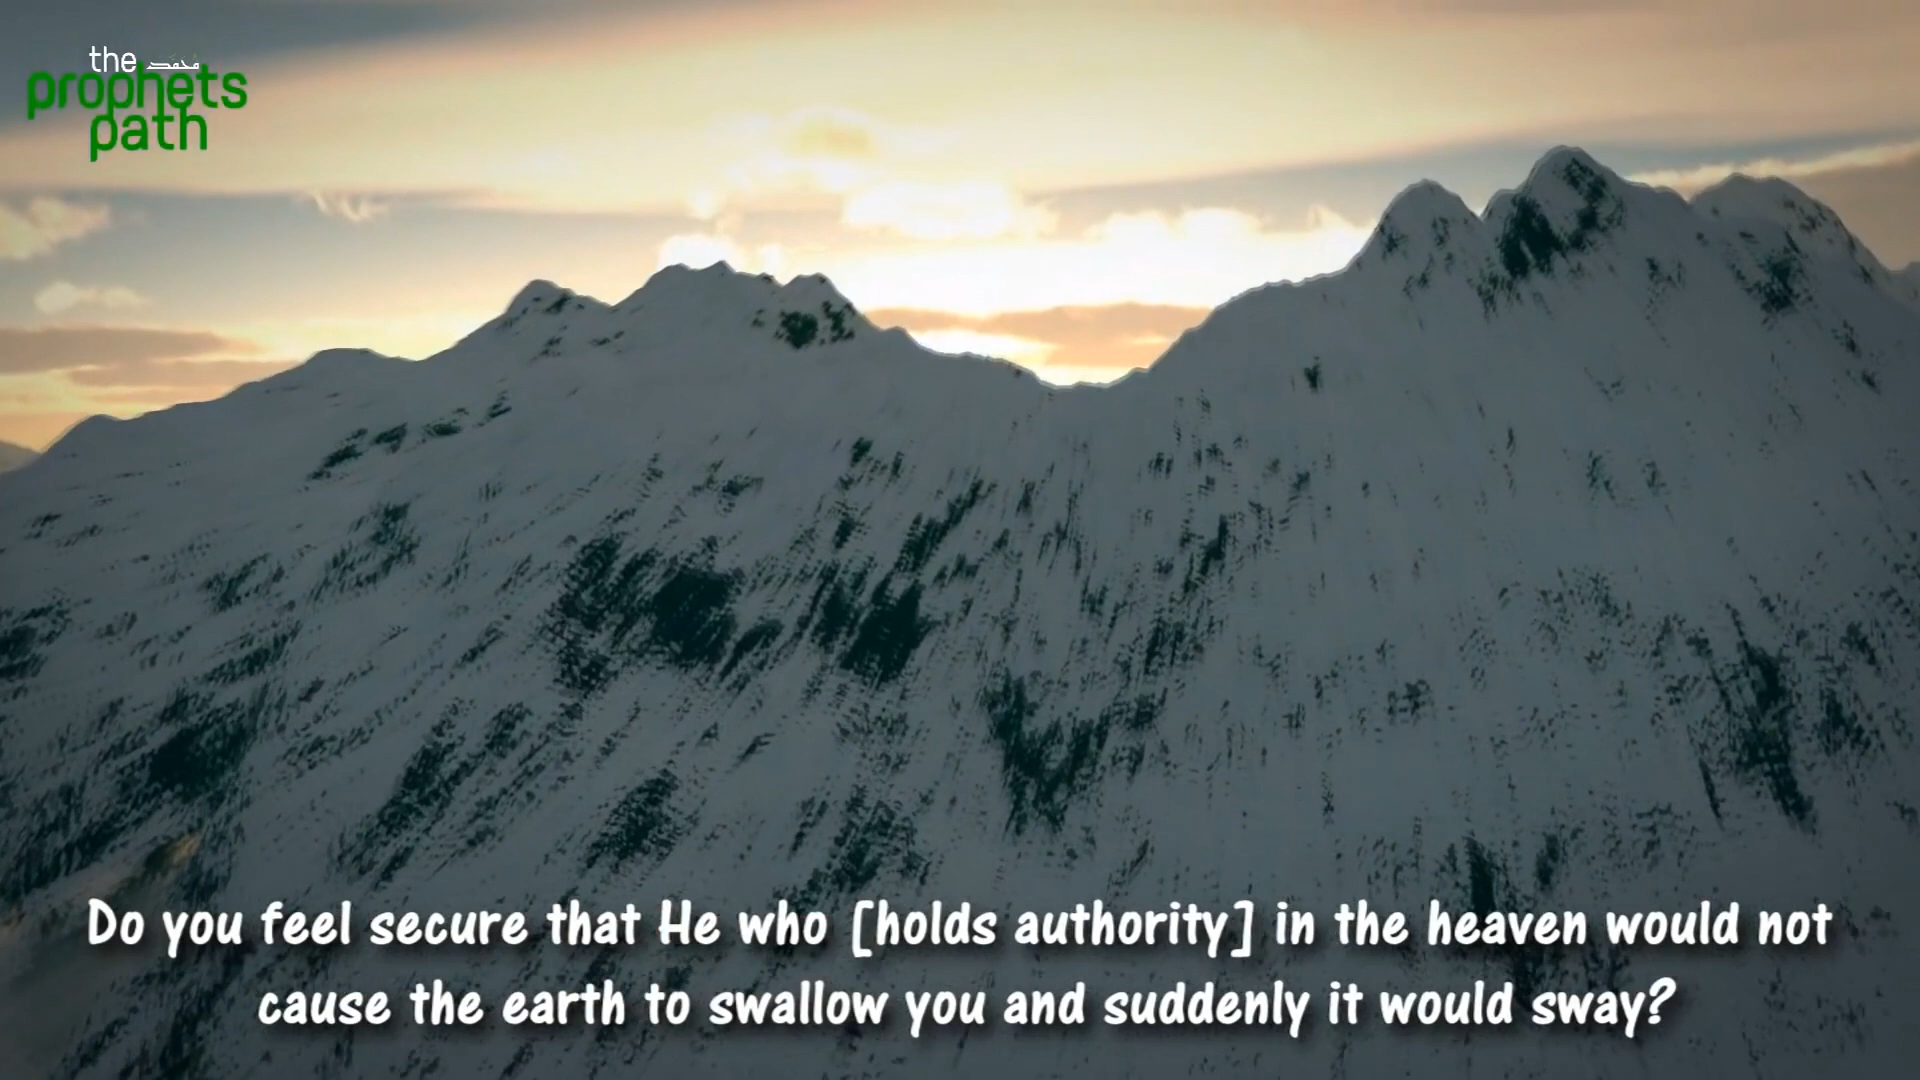 the محمد
prophets
path
Do you feel secure that He who [holds authority] in the heaven would not
cause the earth to swallow you and suddenly it would sway?